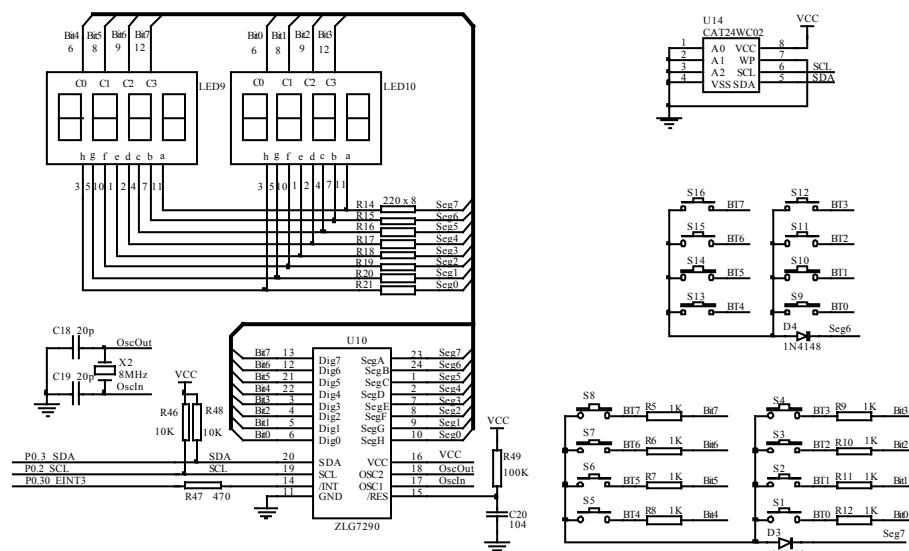 Bit4 Bit5 Bit6 Bit7
6 8 9 12
Bit0 Bit1 Bit2 Bit3
6 8 9 12
C0 C1 C2 C3
LED9
h g f e d c b a
3 5 10 1 2 4 7 11
C0 C1 C2 C3
LED10
h g f e d c b a
3 5 10 1 2 4 7 11
R14 220 x 8 Seg7
R15 Seg6
R16 Seg5
R17 Seg4
R18 Seg3
R19 Seg2
R20 Seg1
R21 Seg0
U14
CAT24WC02
VCC
1 A0 VCC 8
2 A1 WP 7
3 A2 SCL 6 SCL
4 VSS SDA 5 SDA
S16 BT7 S12 BT3
S15 BT6 S11 BT2
S14 BT5 S10 BT1
S13 BT4 S9 BT0
D4 Seg6
1N4148
C18 20p OscOut
X2
8MHz
C19 20p OscIn
VCC
R46 R48
10K 10K
U10
Bit7 13 Dig7 SegA 23 Seg7
Bit6 12 Dig6 SegB 24 Seg6
Bit5 21 Dig5 SegC 1 Seg5
Bit4 22 Dig4 SegD 2 Seg4
Bit3 3 Dig3 SegE 7 Seg3
Bit2 4 Dig2 SegF 8 Seg2
Bit1 5 Dig1 SegG 9 Seg1
Bit0 6 Dig0 SegH 10 Seg0
P0.3 SDA SDA 20 SDA VCC 16 VCC
P0.2 SCL SCL 19 SCL OSC2 18 OscOut
P0.30 EINT3 14 /INT OSC1 17 OscIn
R47 470 11 GND /RES 15
ZLG7290
VCC
R49
100K
C20
104
S8 BT7 R5 1K Bit7 S4 BT3 R9 1K Bit3
S7 BT6 R6 1K Bit6 S3 BT2 R10 1K Bit2
S6 BT5 R7 1K Bit5 S2 BT1 R11 1K Bit1
S5 BT4 R8 1K Bit4 S1 BT0 R12 1K Bit0
D3 Seg7